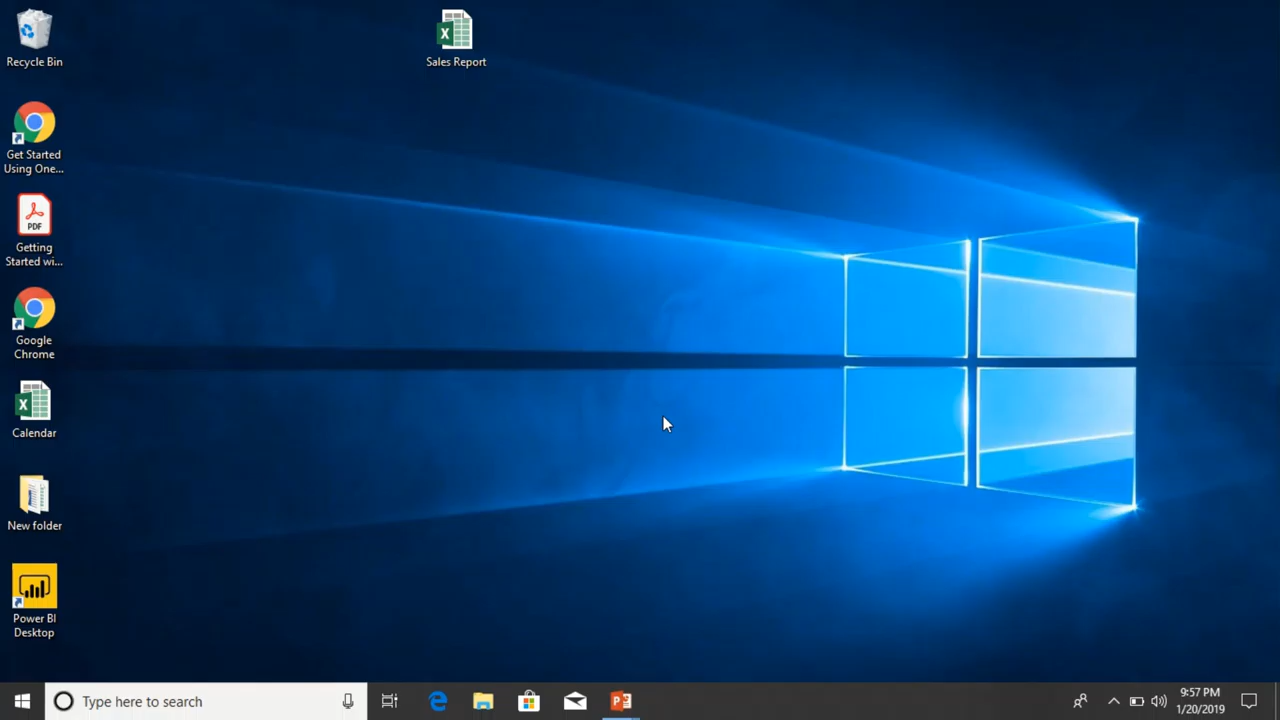 Recycle Bin
Sales Report
Get Started
Using One...
PDF
Getting
Started wi...
Google
Chrome
Calendar
New folder
Power BI
Desktop
Type here to search
9:57 PM
1/20/2019